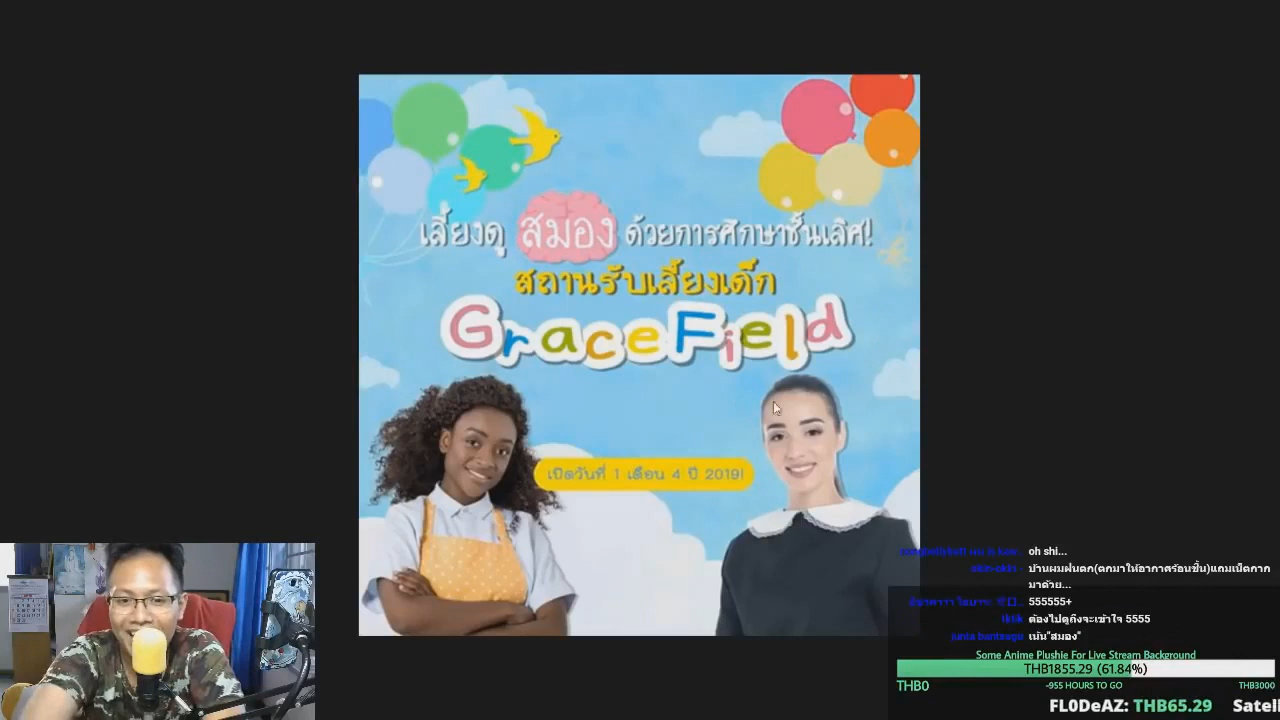 เลี้ยงดู สมอง ด้วยการศึกษาชั้นเลิศ!
สถานรับเลี้ยงเด็ก
GraceField
เปิดวันที่ 1 เดือน 4 ปี 2019!
oh shi...
บ้านผมฝนตก(ตกมาให้อากาศร้อนขึ้น)แถมเน็ตกาก
มาด้วย...
555555+
ต้องไปดูถึงจะเข้าใจ 5555
เน้น"สมอง"
Some Anime Plushie For Live Stream Background
THB1855.29 (61.84%)
THB0 -955 HOURS TO GO THB3000
FL0DeAZ: THB65.29 Satell